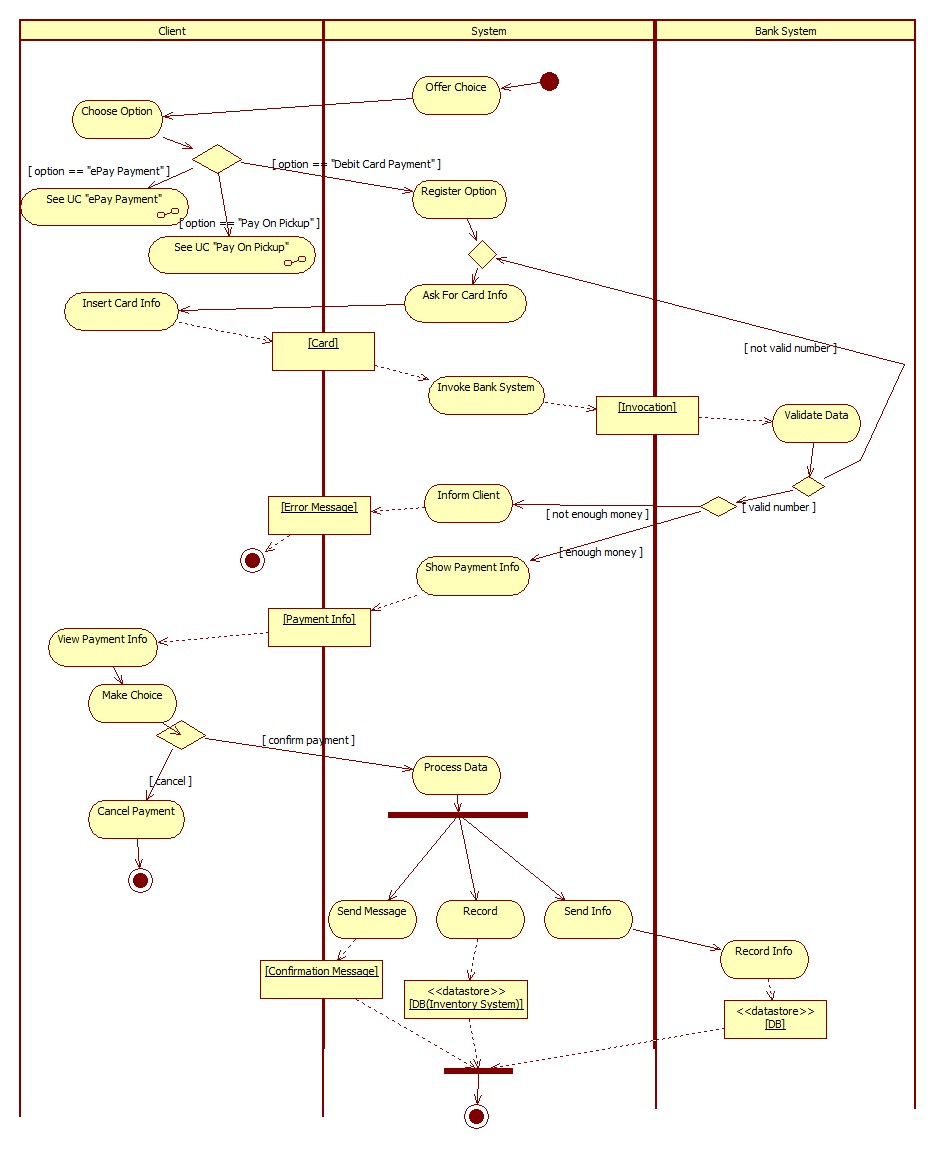 Client
System
Bank System
Offer Choice
Choose Option
[ option == "Debit Card Payment" ]
[ option == "ePay Payment" ]
Register Option
See UC "ePay Payment"
[ option == "Pay On Pickup" ]
See UC "Pay On Pickup"
Ask For Card Info
Insert Card Info
[Card]
[ not valid number ]
Invoke Bank System
[Invocation]
Validate Data
Inform Client
[Error Message]
[ valid number ]
[ not enough money ]
[ enough money ]
Show Payment Info
[Payment Info]
View Payment Info
Make Choice
[ confirm payment ]
Process Data
[ cancel ]
Cancel Payment
Send Message
Record
Send Info
Record Info
[Confirmation Message]
<<datastore>>
[DB(Inventory System)]
<<datastore>>
[DB]